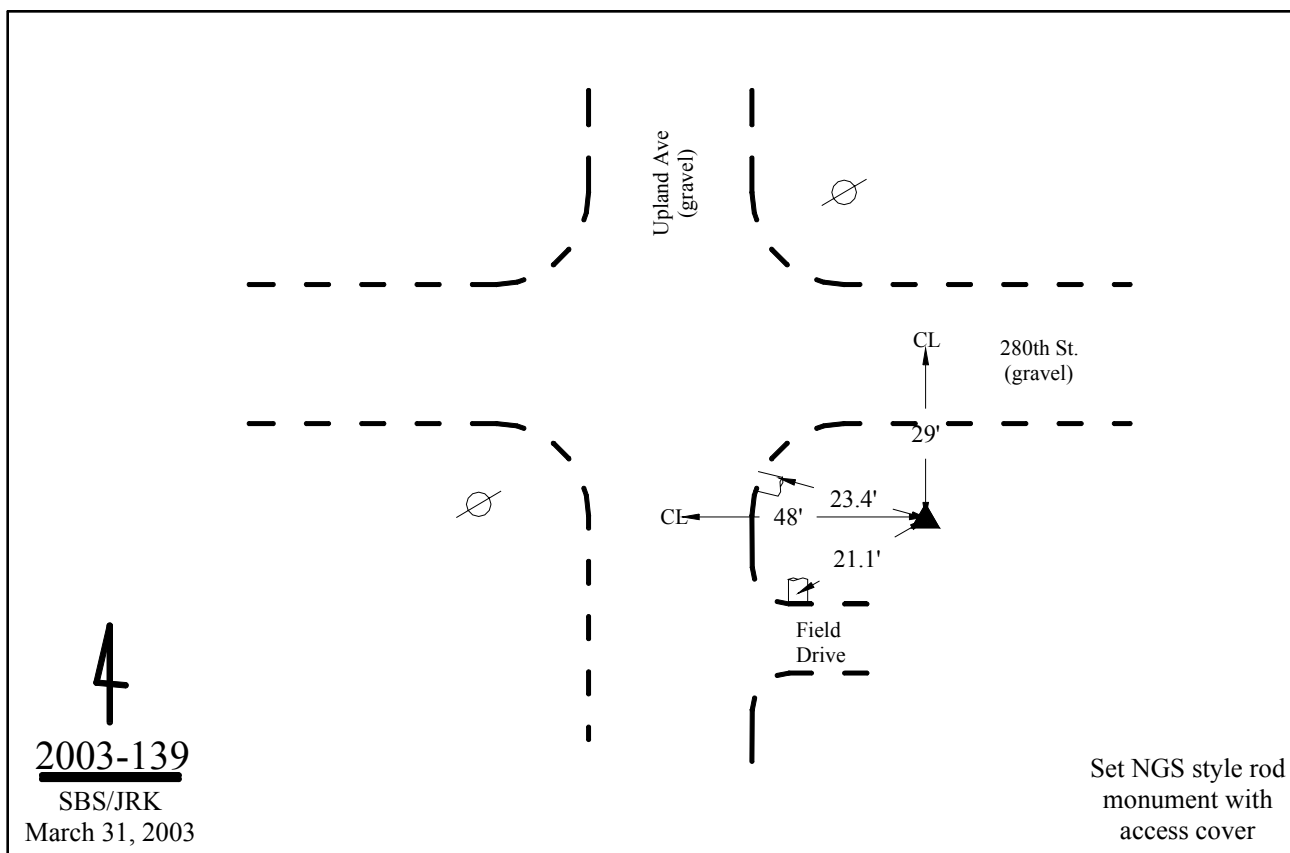 Upland Ave
(gravel)
CL
280th St.
(gravel)
29'
23.4'
CL
48'
21.1'
Field
Drive
2003-139
SBS/JRK
March 31, 2003
Set NGS style rod
monument with
access cover